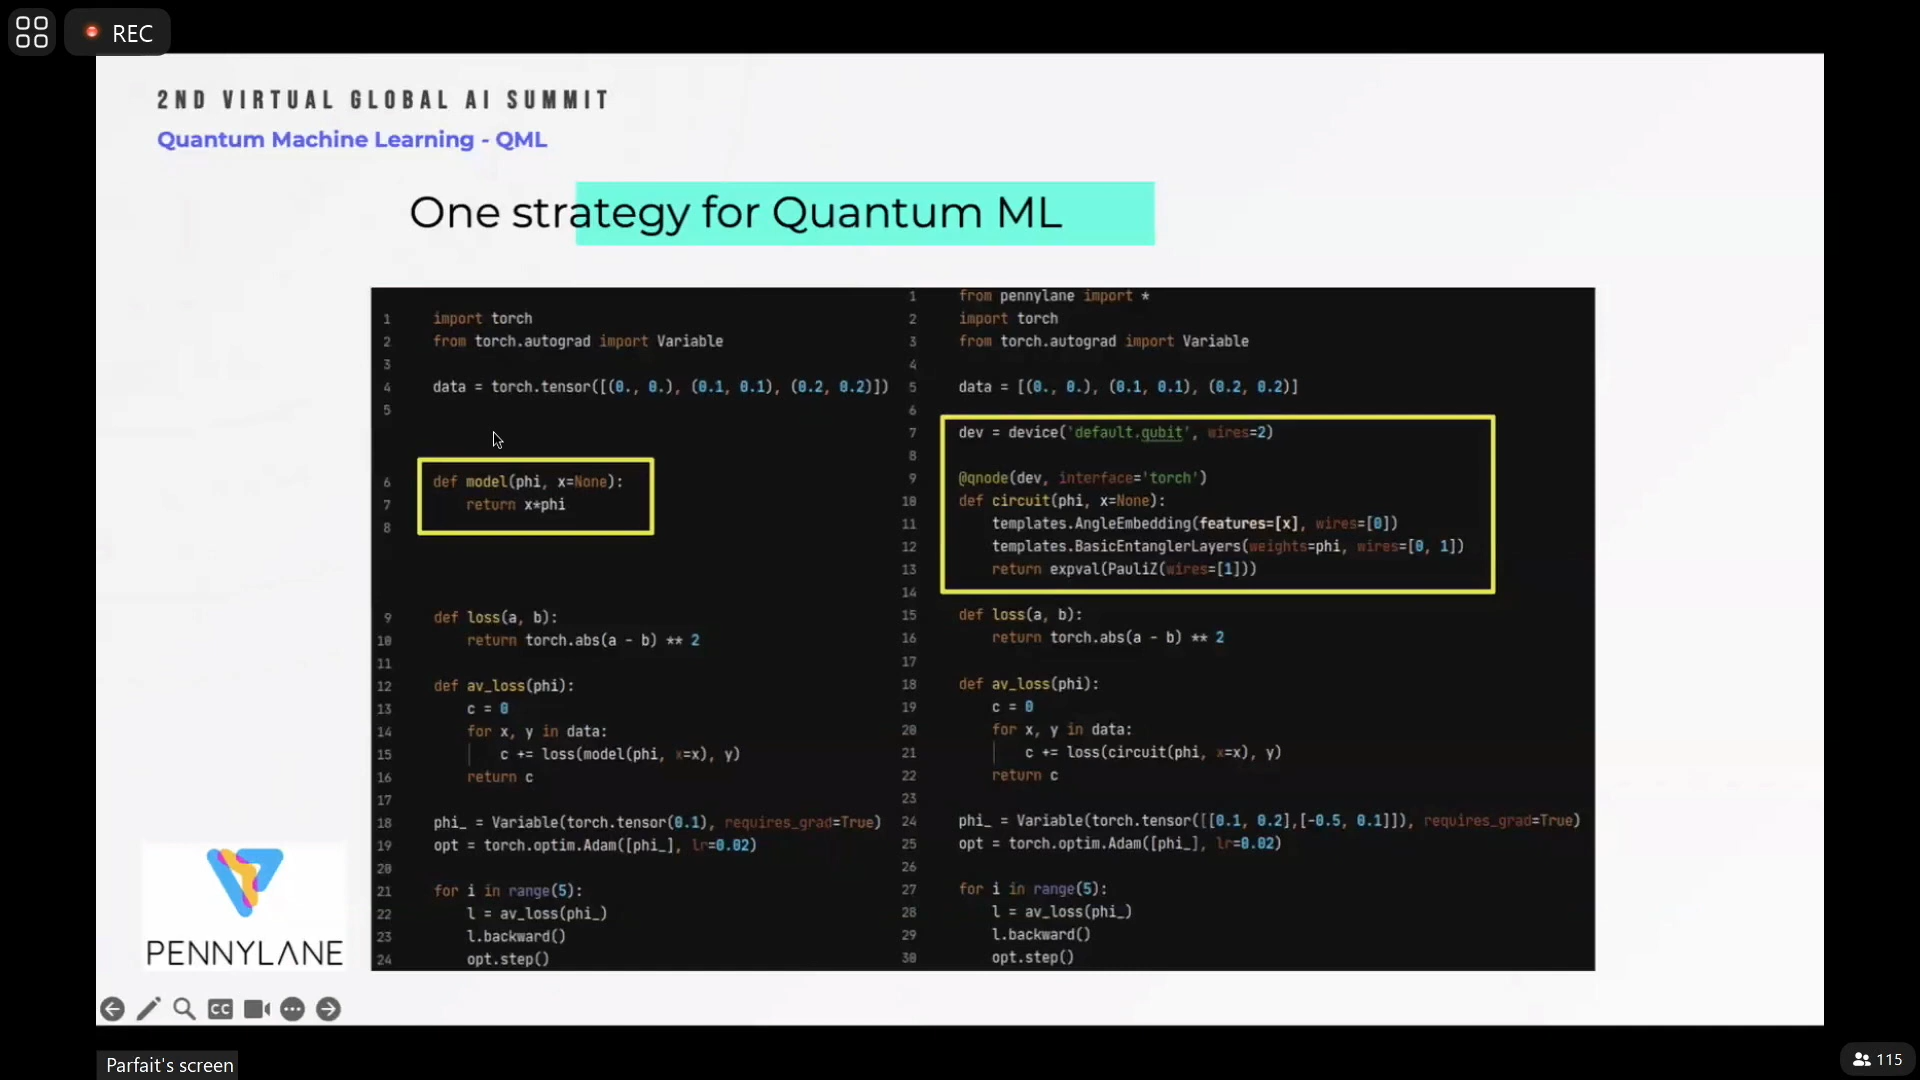 REC
2ND VIRTUAL GLOBAL AI SUMMIT
Quantum Machine Learning - QML
One strategy for Quantum ML
1 import torch
2 from torch.autograd import Variable
3
4 data = torch.tensor([(0., 0.), (0.1, 0.1), (0.2, 0.2)])
5
6 def model(phi, x=None):
7 return x*phi
8
9 def loss(a, b):
10 return torch.abs(a - b) ** 2
11
12 def av_loss(phi):
13 c = 0
14 for x, y in data:
15 c += loss(model(phi, x=x), y)
16 return c
17
18 phi_ = Variable(torch.tensor(0.1), requires_grad=True)
19 opt = torch.optim.Adam([phi_], lr=0.02)
20
21 for i in range(5):
22 l = av_loss(phi_)
23 l.backward()
24 opt.step()
1 from pennylane import *
2 import torch
3 from torch.autograd import Variable
4
5 data = [(0., 0.), (0.1, 0.1), (0.2, 0.2)]
6
7 dev = device('default.qubit', wires=2)
8
9 @qnode(dev, interface='torch')
10 def circuit(phi, x=None):
11 templates.AngleEmbedding(features=[x], wires=[0])
12 templates.BasicEntanglerLayers(weights=phi, wires=[0, 1])
13 return expval(PauliZ(wires=[1]))
14
15 def loss(a, b):
16 return torch.abs(a - b) ** 2
17
18 def av_loss(phi):
19 c = 0
20 for x, y in data:
21 c += loss(circuit(phi, x=x), y)
22 return c
23
24 phi_ = Variable(torch.tensor([[0.1, 0.2],[-0.5, 0.1]]), requires_grad=True)
25 opt = torch.optim.Adam([phi_], lr=0.02)
26
27 for i in range(5):
28 l = av_loss(phi_)
29 l.backward()
30 opt.step()
PENNYLANE
CC
Parfait's screen
115